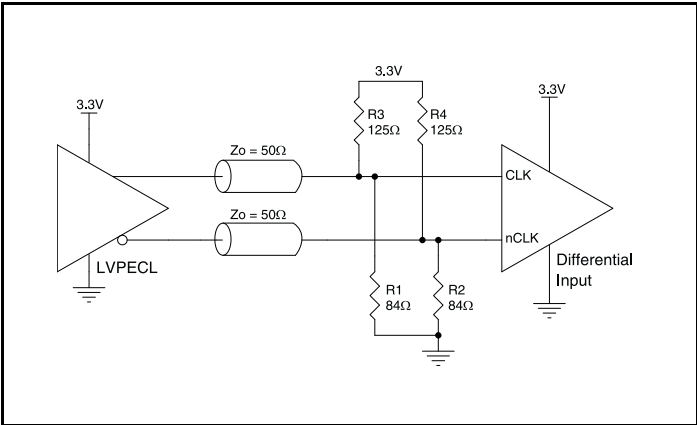 3.3V
3.3V
3.3V
R3
125Ω
R4
125Ω
Zo = 50Ω
CLK
Zo = 50Ω
nCLK
LVPECL
Differential
Input
R1
84Ω
R2
84Ω